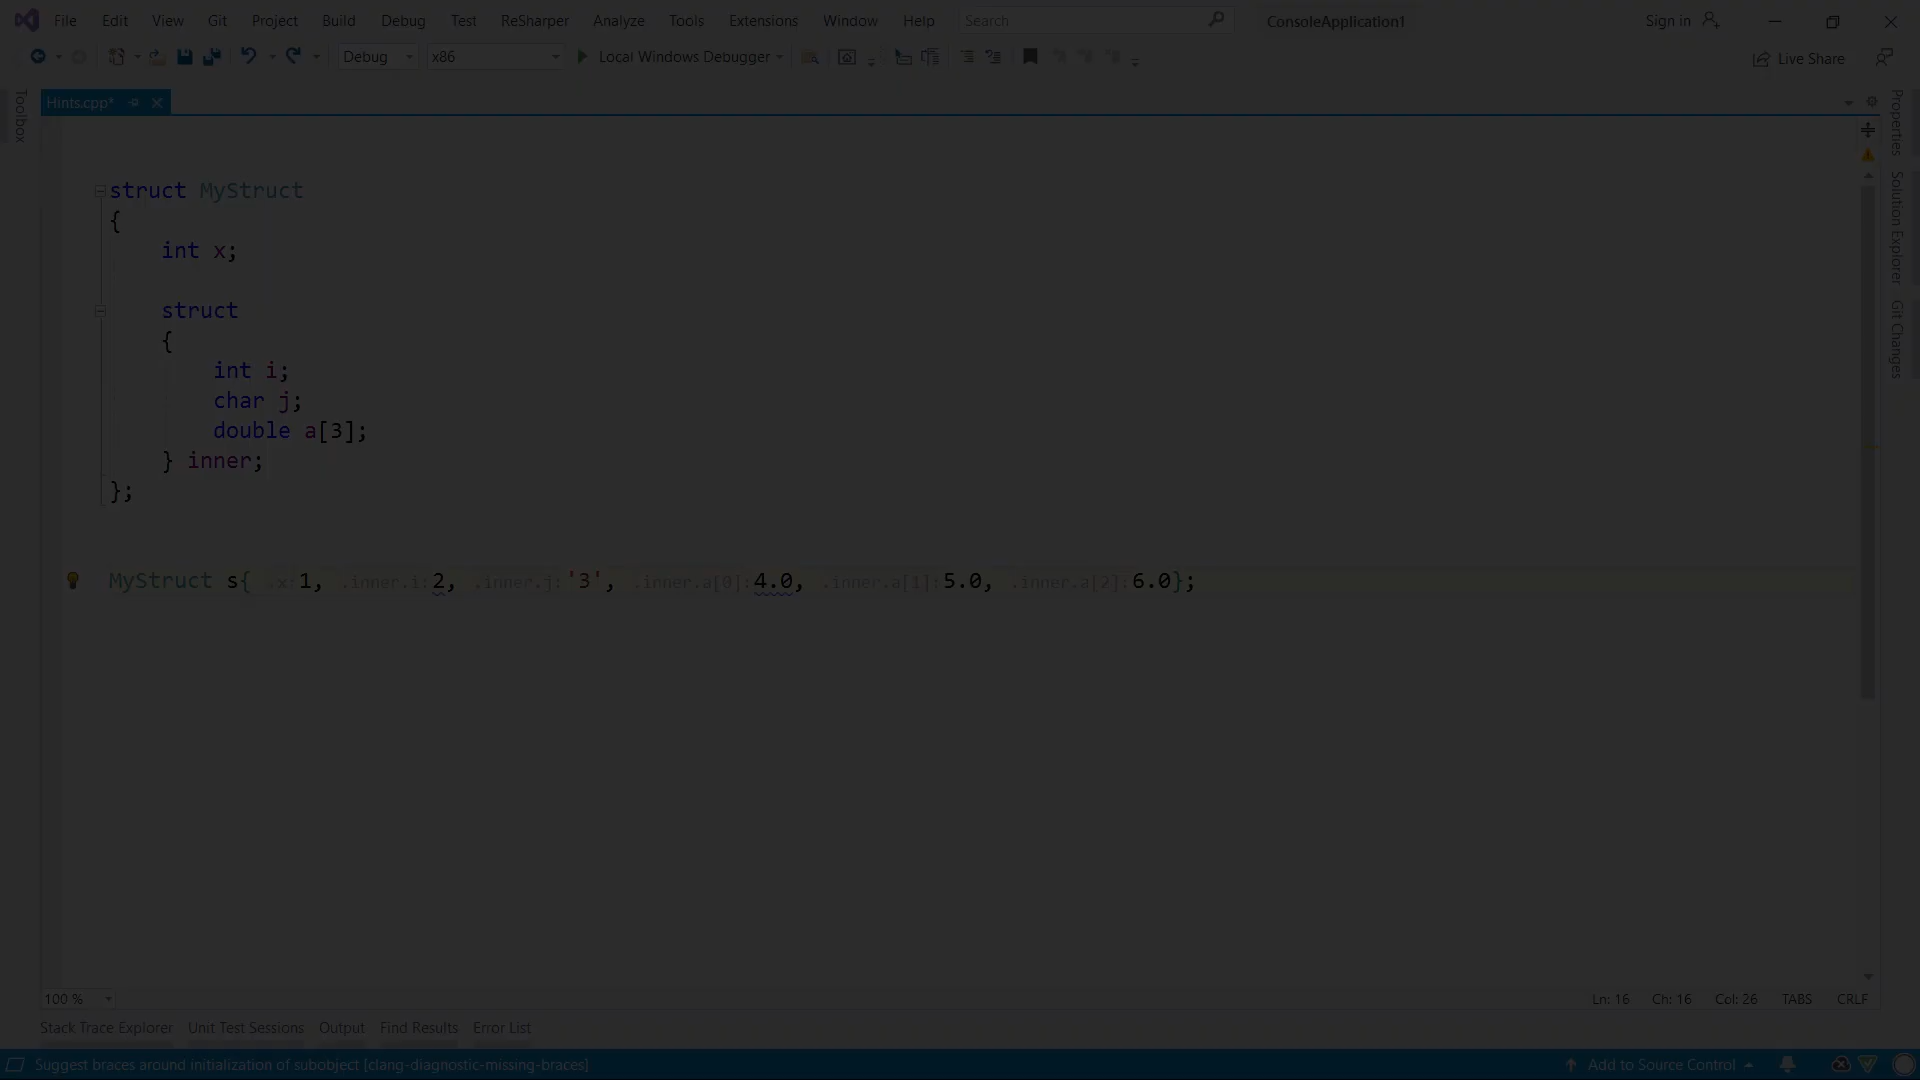 File Edit View Git Project Build Debug Test ReSharper Analyze Tools Extensions Window Help Search ConsoleApplication1 Sign in
Debug x86 Local Windows Debugger Live Share
Toolbox
Hints.cpp*
struct MyStruct
{
int x;
struct
{
int i;
char j;
double a[3];
} inner;
};
MyStruct s{ .x:1, .inner.i:2, .inner.j:'3', .inner.a[0]:4.0, .inner.a[1]:5.0, .inner.a[2]:6.0};
Properties
Solution Explorer
Git Changes
100 % Ln: 16 Ch: 16 Col: 26 TABS CRLF
Stack Trace Explorer Unit Test Sessions Output Find Results Error List
Suggest braces around initialization of subobject [clang-diagnostic-missing-braces] Add to Source Control